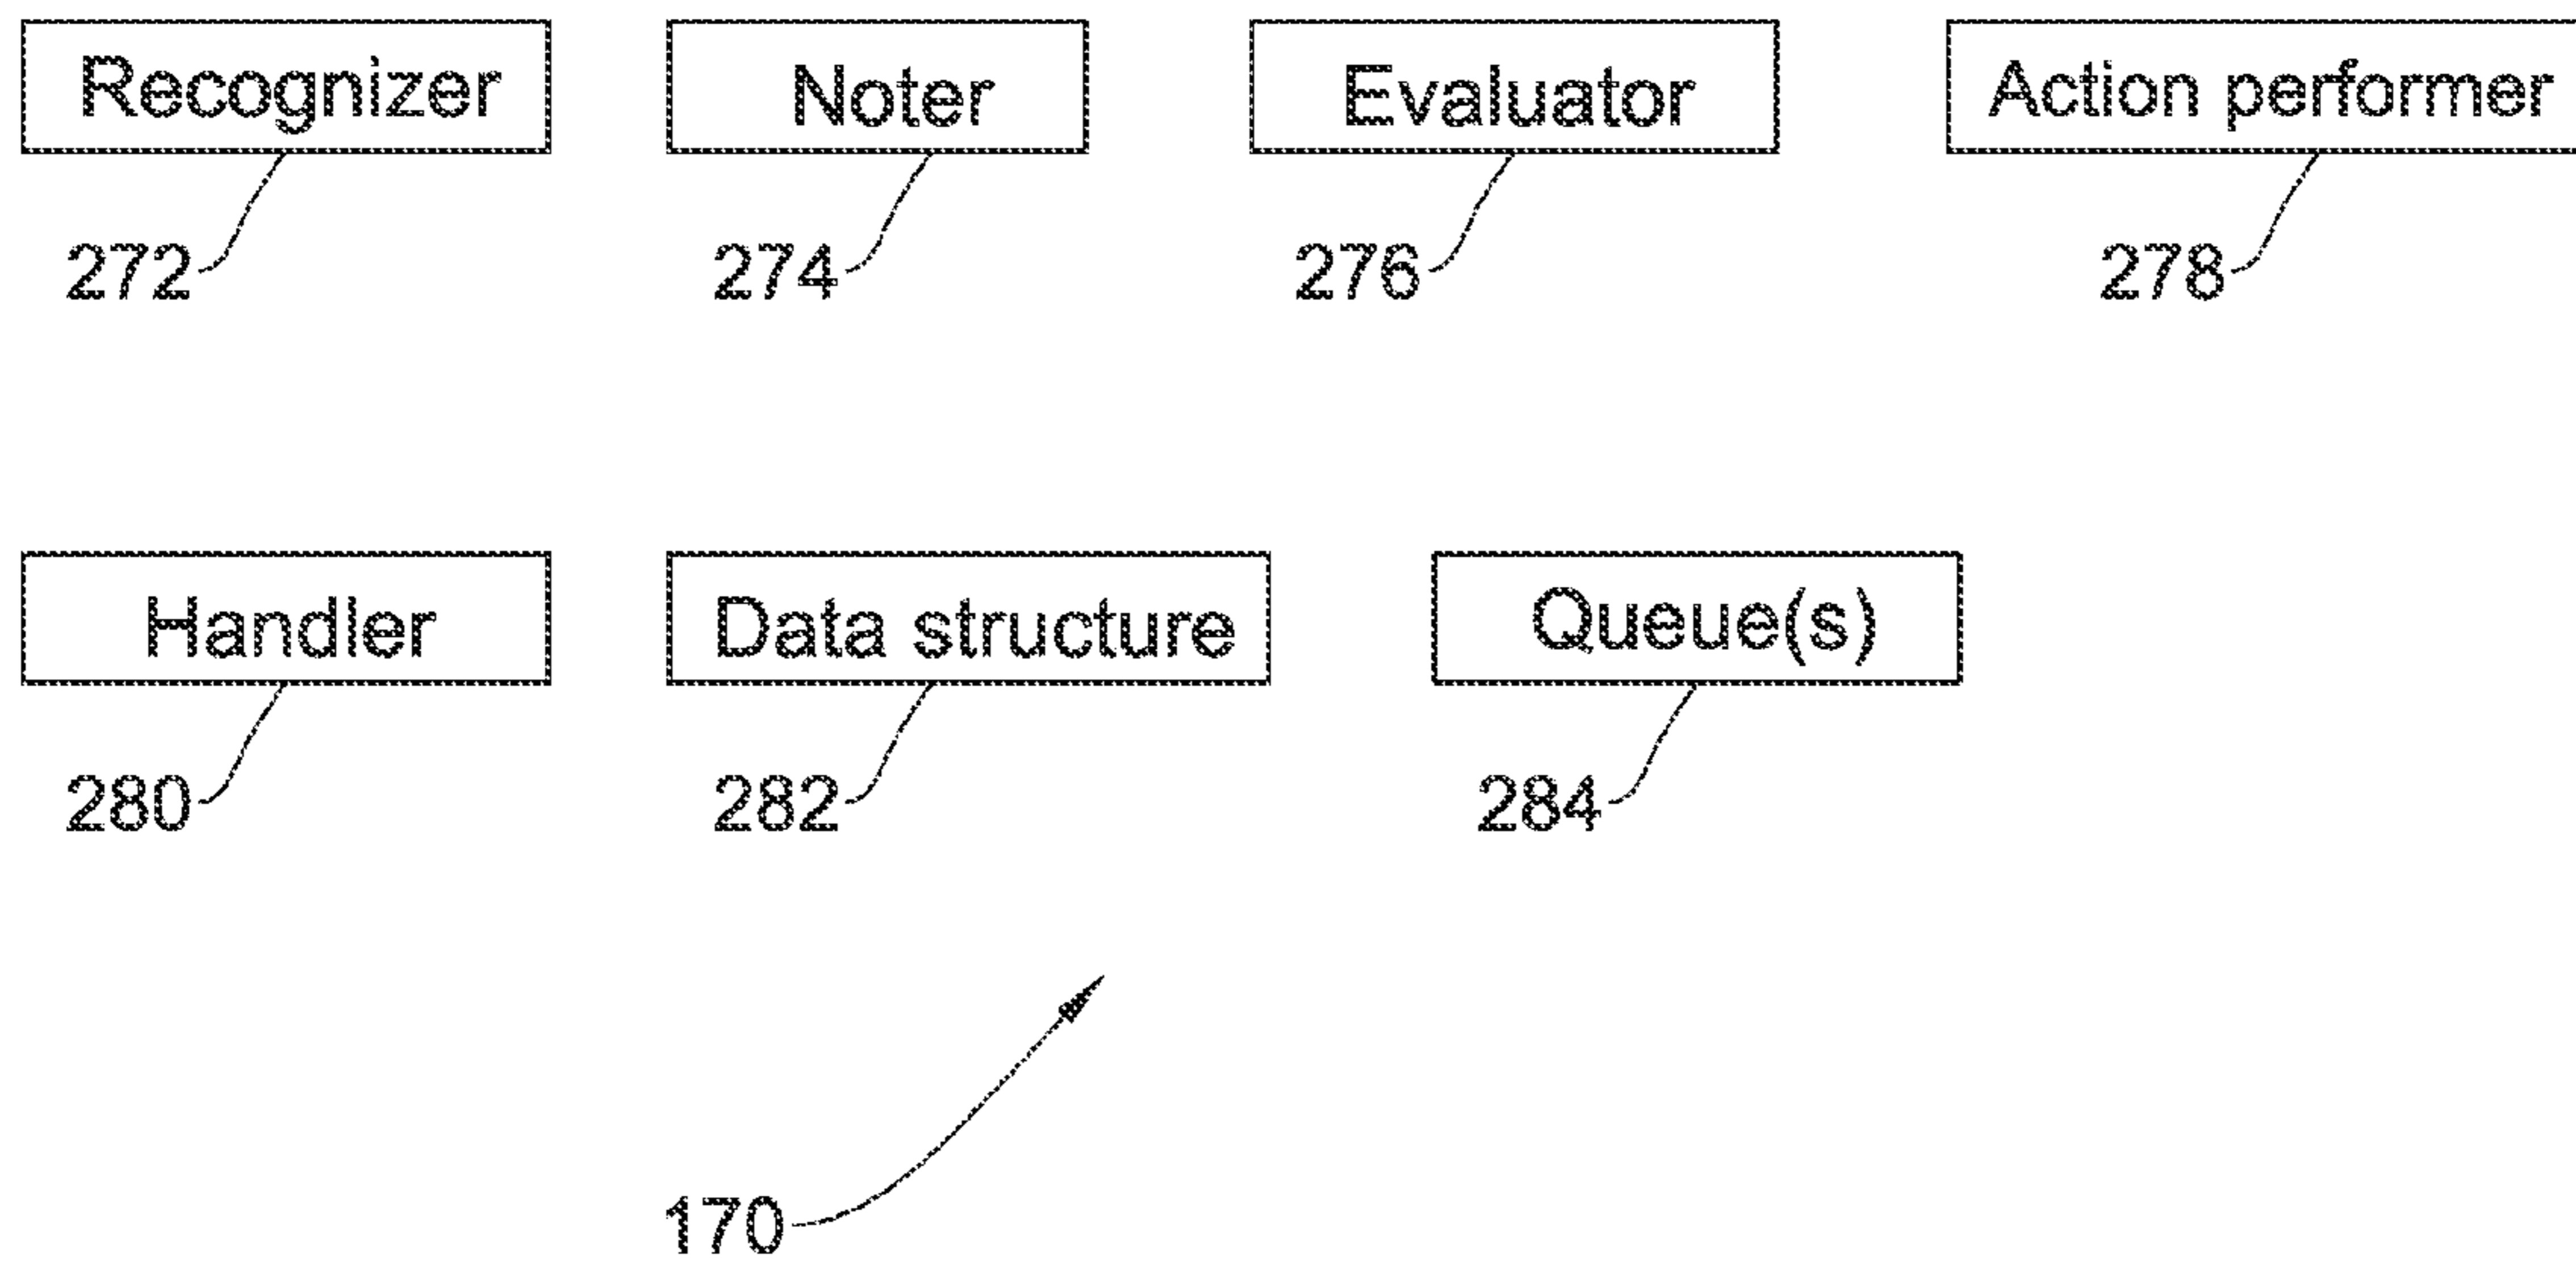 Recognizer
Noter
Evaluator
Action performer
272
274
276
278
Handler
Data structure
Queue(s)
280
282
284
170